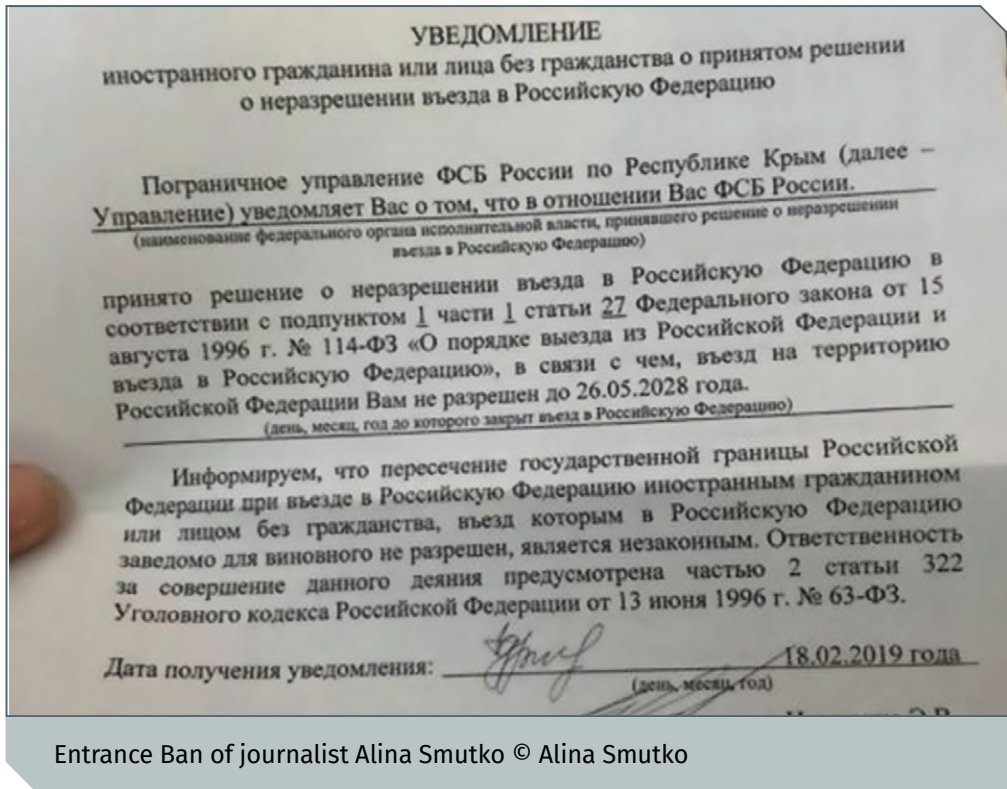 УВЕДОМЛЕНИЕ
иностранного гражданина или лица без гражданства о принятом решении
о неразрешении въезда в Российскую Федерацию
Пограничное управление ФСБ России по Республике Крым (далее –
Управление) уведомляет Вас о том, что в отношении Вас ФСБ России.
(наименование федерального органа исполнительной власти, принявшего решение о неразрешении
въезда в Российскую Федерацию)
принято решение о неразрешении въезда в Российскую Федерацию в
соответствии с подпунктом 1 части 1 статьи 27 Федерального закона от 15
августа 1996 г. № 114-ФЗ «О порядке выезда из Российской Федерации и
въезда в Российскую Федерацию», в связи с чем, въезд на территорию
Российской Федерации Вам не разрешен до 26.05.2028 года.
(день, месяц, год до которого закрыт въезд в Российскую Федерацию)
Информируем, что пересечение государственной границы Российской
Федерации при въезде в Российскую Федерацию иностранным гражданином
или лицом без гражданства, въезд которым в Российскую Федерацию
заведомо для виновного не разрешен, является незаконным. Ответственность
за совершение данного деяния предусмотрена частью 2 статьи 322
Уголовного кодекса Российской Федерации от 13 июня 1996 г. № 63-ФЗ.
Дата получения уведомления: 18.02.2019 года
(день, месяц, год)
Entrance Ban of journalist Alina Smutko © Alina Smutko